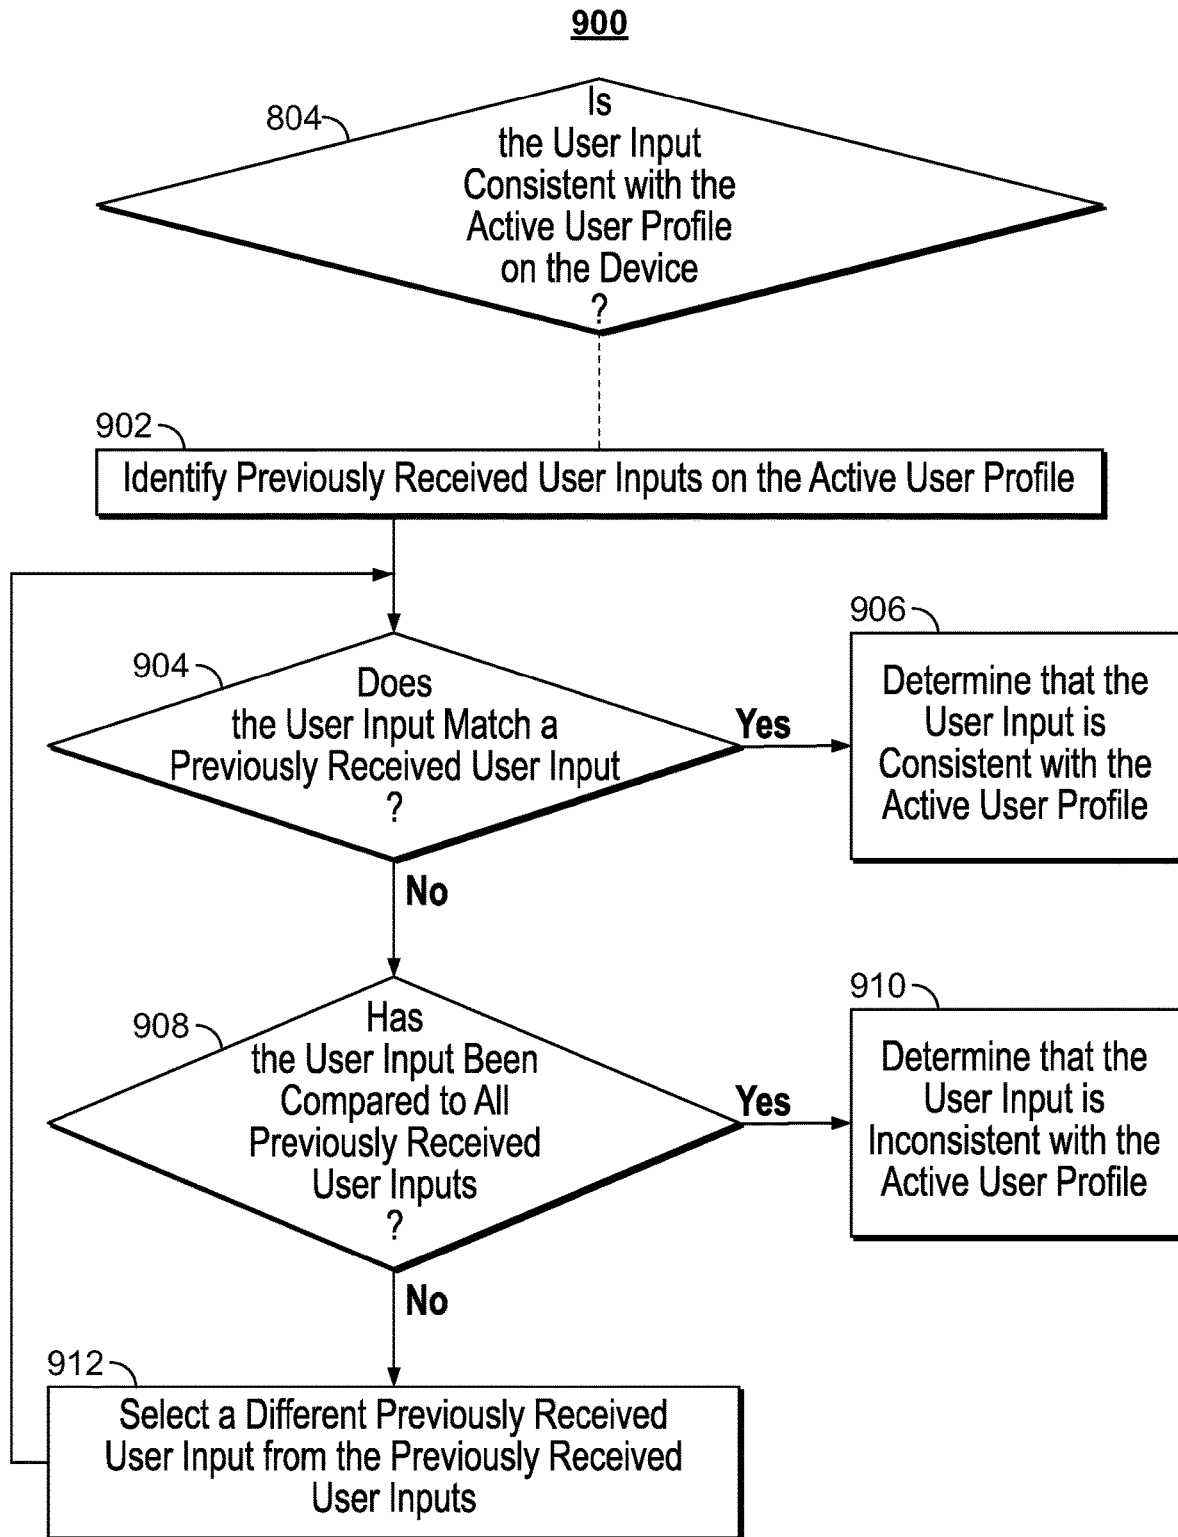 900
804
Is
the User Input
Consistent with the
Active User Profile
on the Device
?
902
Identify Previously Received User Inputs on the Active User Profile
904
Does
the User Input Match a
Previously Received User Input
?
Yes
906
Determine that the
User Input is
Consistent with the
Active User Profile
No
908
Has
the User Input Been
Compared to All
Previously Received
User Inputs
?
Yes
910
Determine that the
User Input is
Inconsistent with the
Active User Profile
No
912
Select a Different Previously Received
User Input from the Previously Received
User Inputs